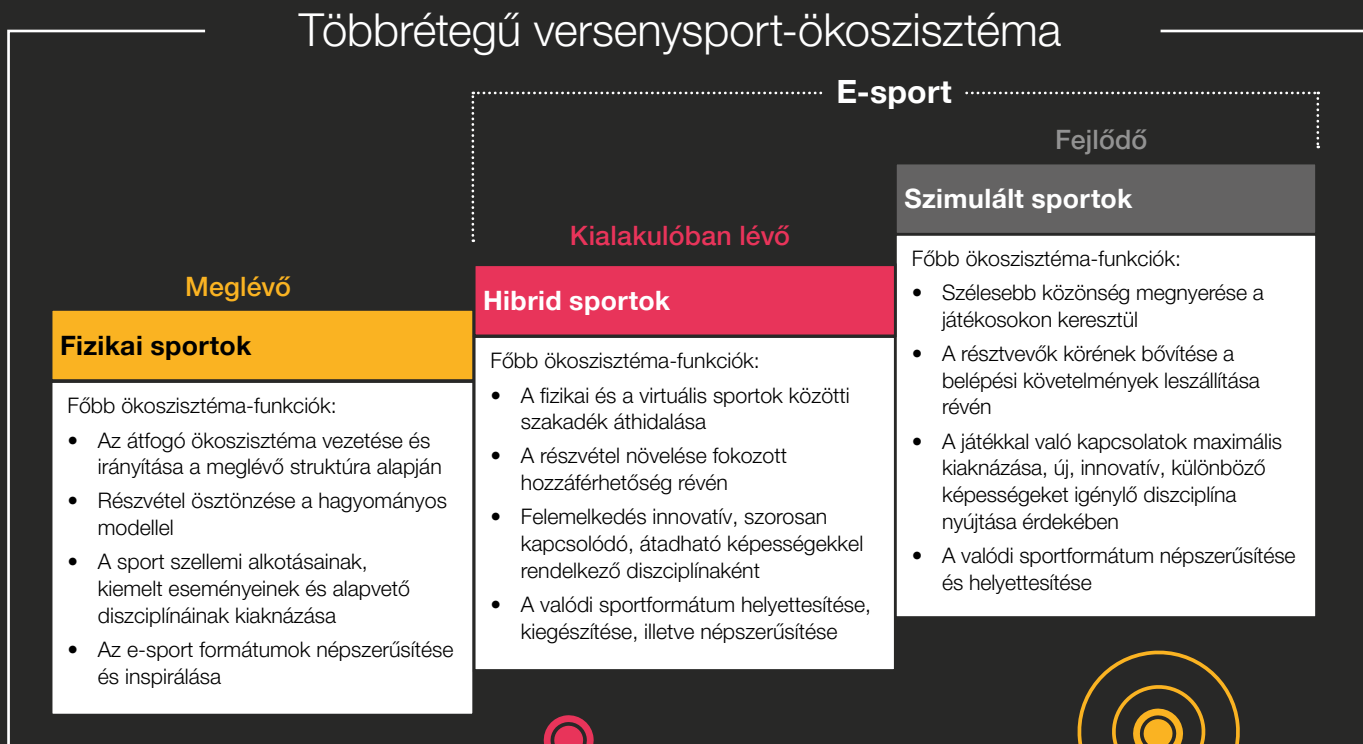 Többrétegű versenysport-ökoszisztéma
E-sport
Meglévő
Fizikai sportok
Főbb ökoszisztéma-funkciók:
• Az átfogó ökoszisztéma vezetése és
irányítása a meglévő struktúra alapján
• Részvétel ösztönzése a hagyományos
modellel
• A sport szellemi alkotásainak,
kiemelt eseményeinek és alapvető
diszciplínáinak kiaknázása
• Az e-sport formátumok népszerűsítése
és inspirálása
Kialakulóban lévő
Hibrid sportok
Főbb ökoszisztéma-funkciók:
• A fizikai és a virtuális sportok közötti
szakadék áthidalása
• A részvétel növelése fokozott
hozzáférhetőség révén
• Felemelkedés innovatív, szorosan
kapcsolódó, átadható képességekkel
rendelkező diszciplínaként
• A valódi sportformátum helyettesítése,
kiegészítése, illetve népszerűsítése
Fejlődő
Szimulált sportok
Főbb ökoszisztéma-funkciók:
• Szélesebb közönség megnyerése a
játékosokon keresztül
• A résztvevők körének bővítése a
belépési követelmények leszállítása
révén
• A játékkal való kapcsolatok maximális
kiaknázása, új, innovatív, különböző
képességeket igénylő diszciplína
nyújtása érdekében
• A valódi sportformátum népszerűsítése
és helyettesítése